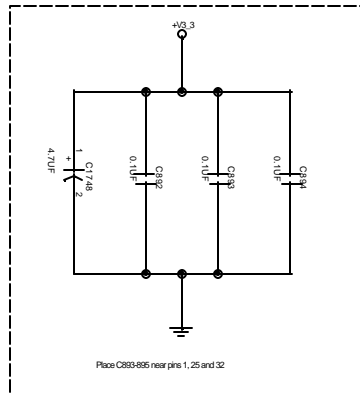 +V3_3
1
+
2
4.7UF
C1748
0.1UF
C892
0.1UF
C893
0.1UF
C894
Place C893-895 near pins 1, 25 and 32